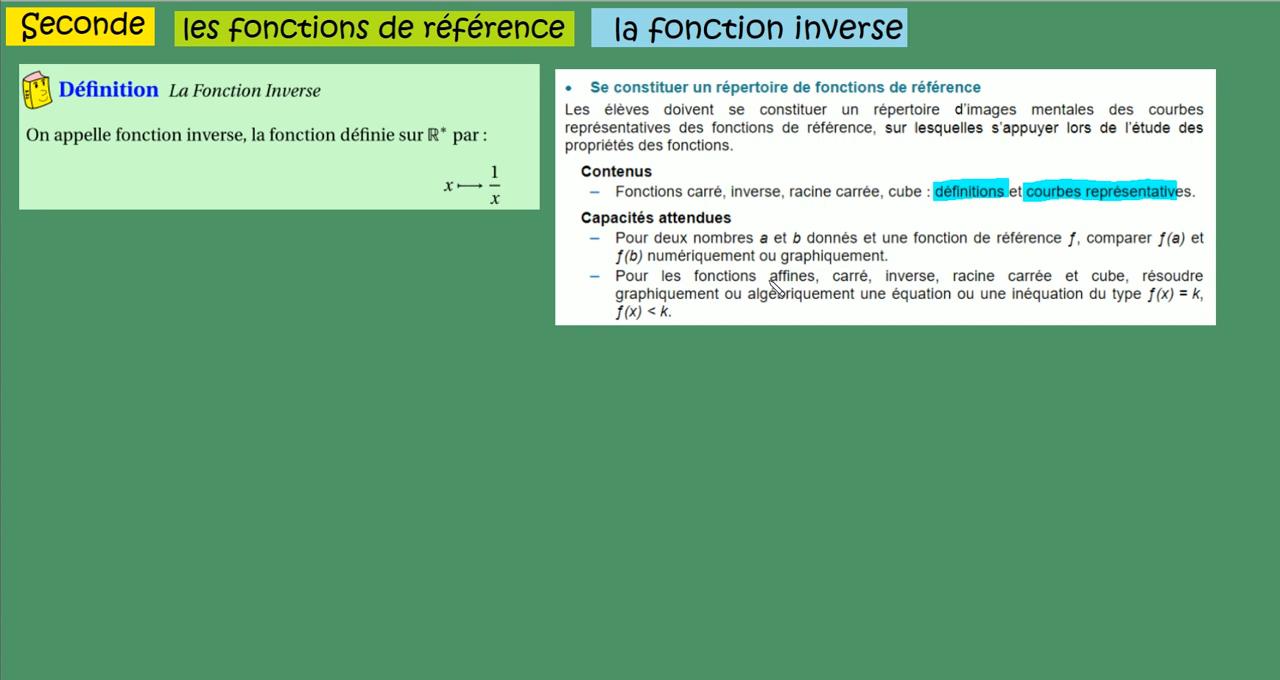 Seconde les fonctions de référence la fonction inverse
Définition La Fonction Inverse
On appelle fonction inverse, la fonction définie sur ℝ* par :
x ⟼ 1/x
• Se constituer un répertoire de fonctions de référence
Les élèves doivent se constituer un répertoire d'images mentales des courbes
représentatives des fonctions de référence, sur lesquelles s'appuyer lors de l'étude des
propriétés des fonctions.
Contenus
– Fonctions carré, inverse, racine carrée, cube : définitions et courbes représentatives.
Capacités attendues
– Pour deux nombres a et b donnés et une fonction de référence f, comparer f(a) et
f(b) numériquement ou graphiquement.
– Pour les fonctions affines, carré, inverse, racine carrée et cube, résoudre
graphiquement ou algébriquement une équation ou une inéquation du type f(x) = k,
f(x) < k.